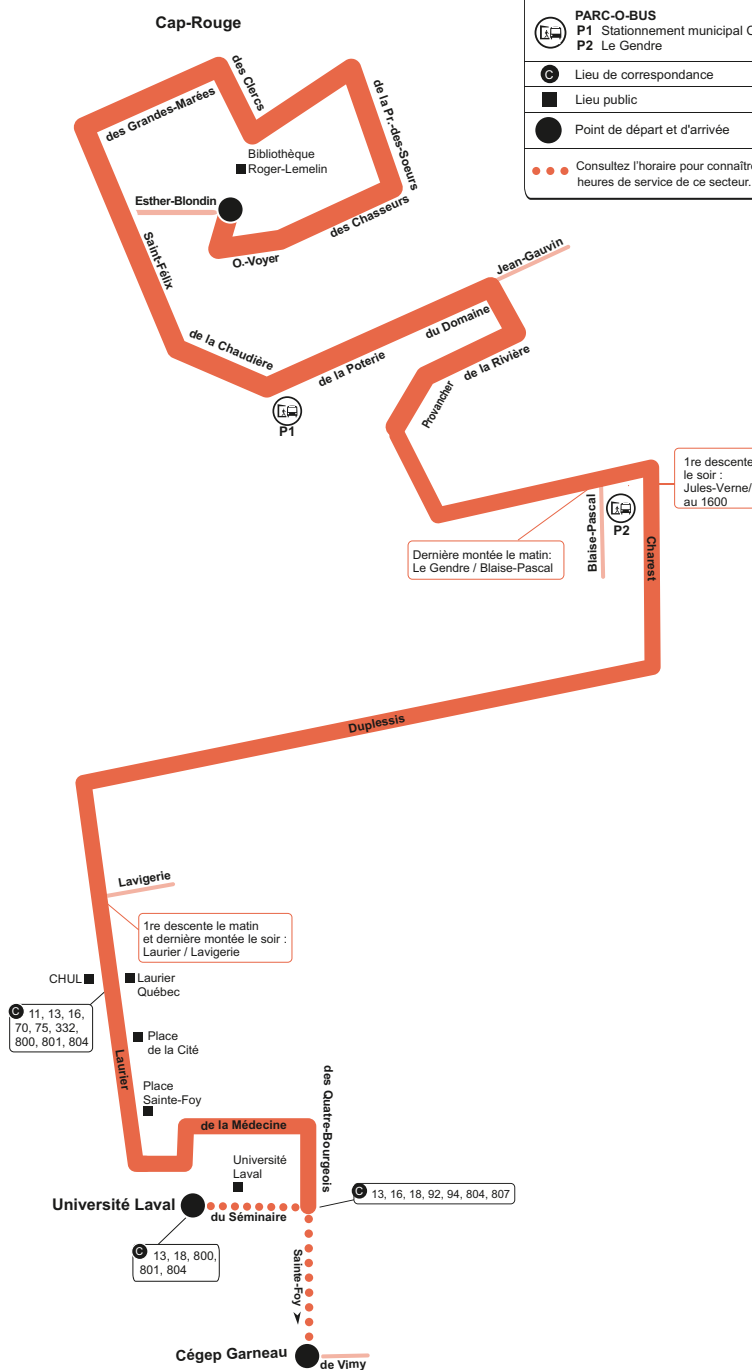 Cap-Rouge
PARC-O-BUS
P1 Stationnement municipal
P2 Le Gendre
C Lieu de correspondance
Lieu public
Point de départ et d'arrivée
Consultez l'horaire pour connaître
heures de service de ce secteur.
des Clercs
des Grandes-Marées
de la Pr.-des-Soeurs
Bibliothèque
Roger-Lemelin
Esther-Blondin
des Chasseurs
O.-Voyer
Saint-Félix
Jean-Gauvin
du Domaine
de la Chaudière
de la Poterie
de la Rivière
P1
Provancher
1re descente
le soir :
Jules-Verne/
au 1600
Blaise-Pascal
P2
Charest
Dernière montée le matin:
Le Gendre / Blaise-Pascal
Duplessis
Lavigerie
1re descente le matin
et dernière montée le soir :
Laurier / Lavigerie
CHUL
Laurier
Québec
C 11, 13, 16,
70, 75, 332,
800, 801, 804
Place
de la Cité
Laurier
Place
Sainte-Foy
des Quatre-Bourgeois
de la Médecine
Université
Laval
C 13, 16, 18, 92, 94, 804, 807
Université Laval
du Séminaire
C 13, 18, 800,
801, 804
Sainte-Foy
Cégep Garneau
de Vimy